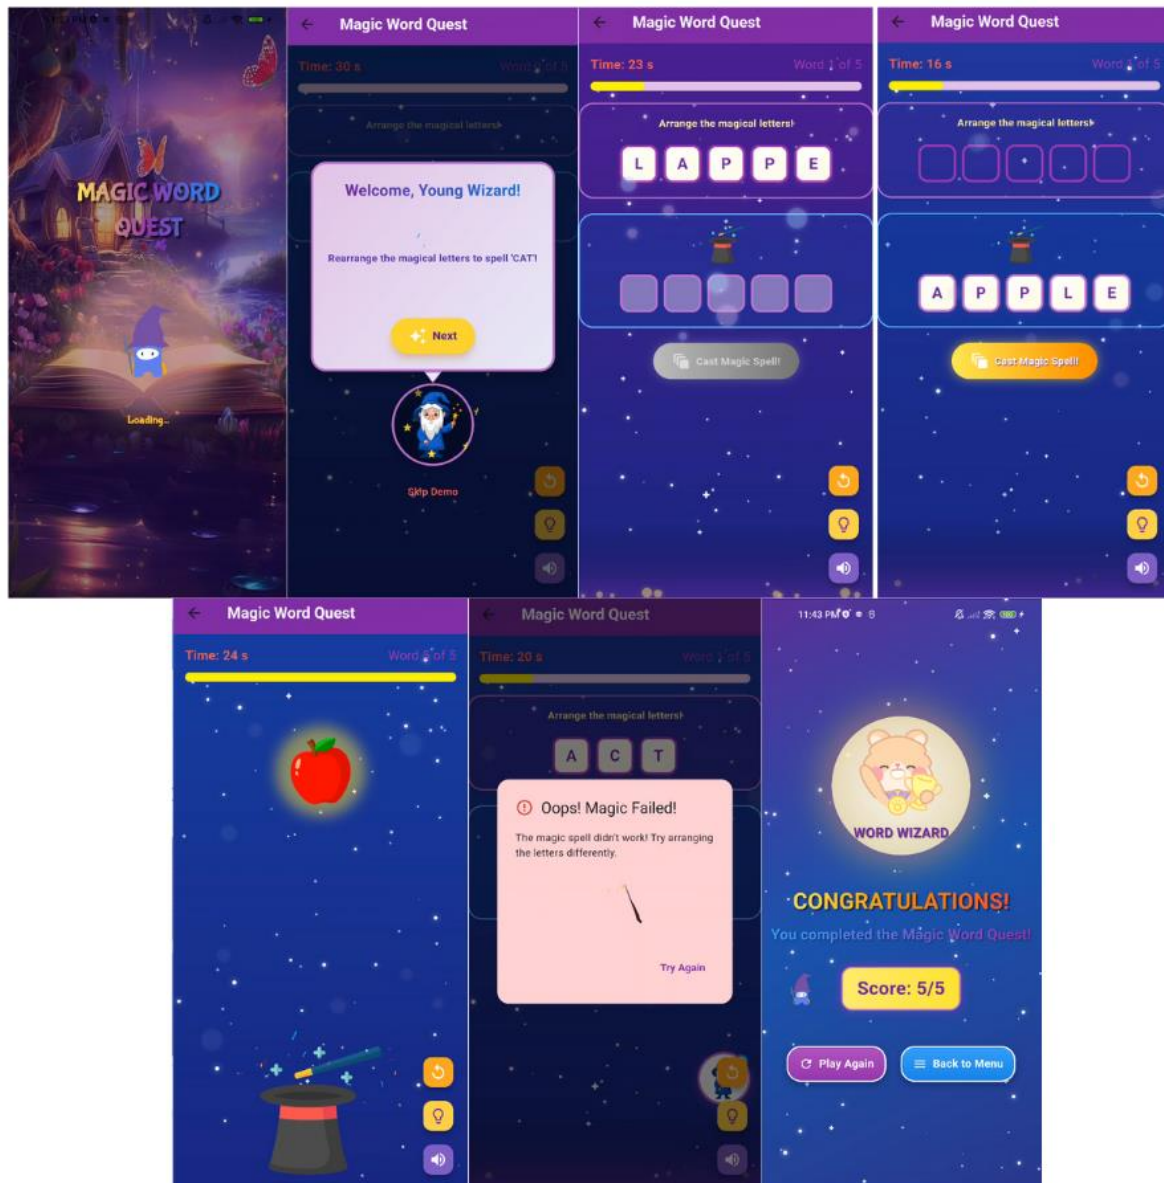 MAGIC WORD
QUEST
Loading...
Magic Word Quest
Time: 30 s
of 5
Arrange the magical letters!
Welcome, Young Wizard!
Rearrange the magical letters to spell 'CAT'!
Next
Skip Demo
Magic Word Quest
Time: 23 s
Word 1 of 5
Arrange the magical letters!
L A P P E
Cast Magic Spell!
Magic Word Quest
Time: 16 s
Word of 5
Arrange the magical letters!
A P P L E
Cast Magic Spell!
Magic Word Quest
Time: 24 s
Word of 5
Magic Word Quest
Time: 20 s
Word 1 of 5
Arrange the magical letters!
A C T
Oops! Magic Failed!
The magic spell didn't work! Try arranging
the letters differently.
Try Again
11:43 PM
WORD WIZARD
CONGRATULATIONS!
You completed the Magic Word Quest!
Score: 5/5
Play Again
Back to Menu